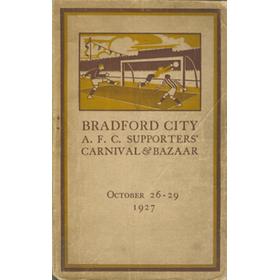 BRADFORD CITY
A. F. C. SUPPORTERS'
CARNIVAL & BAZAAR
OCTOBER 26-29
1927